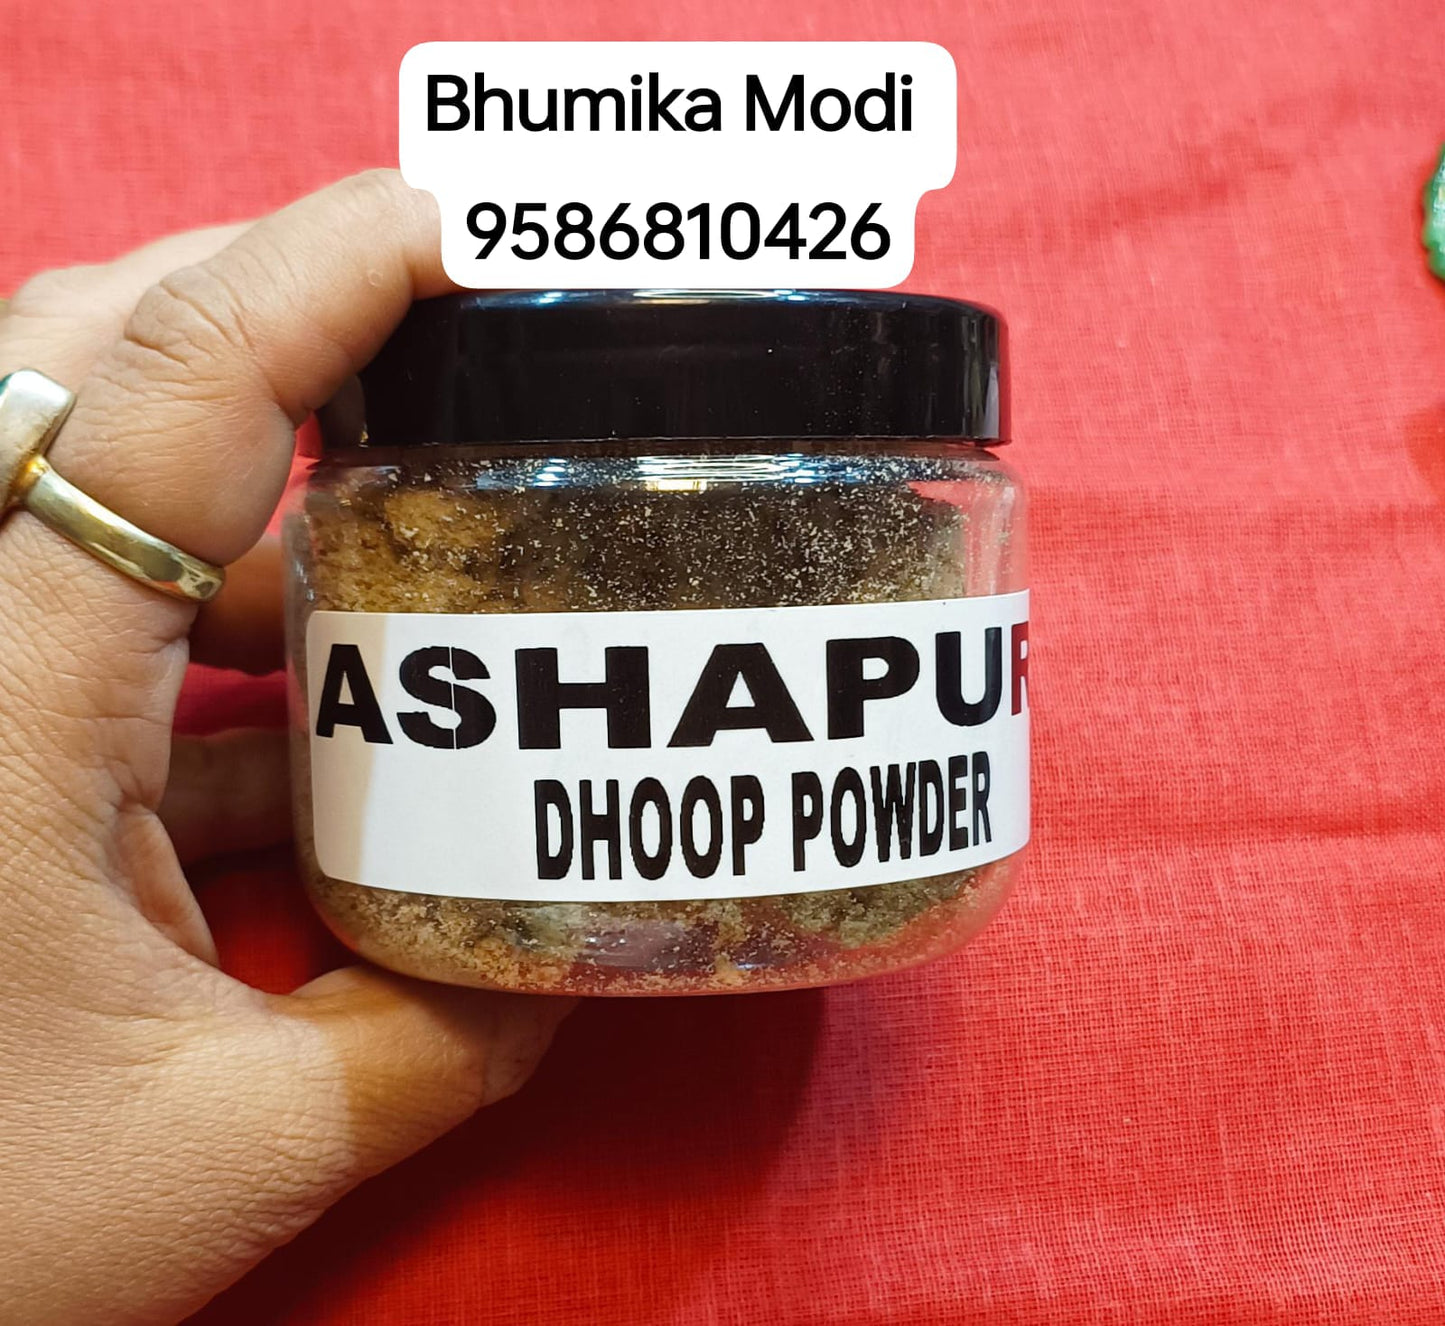 Bhumika Modi
9586810426
ASHAPUR
DHOOP POWDER